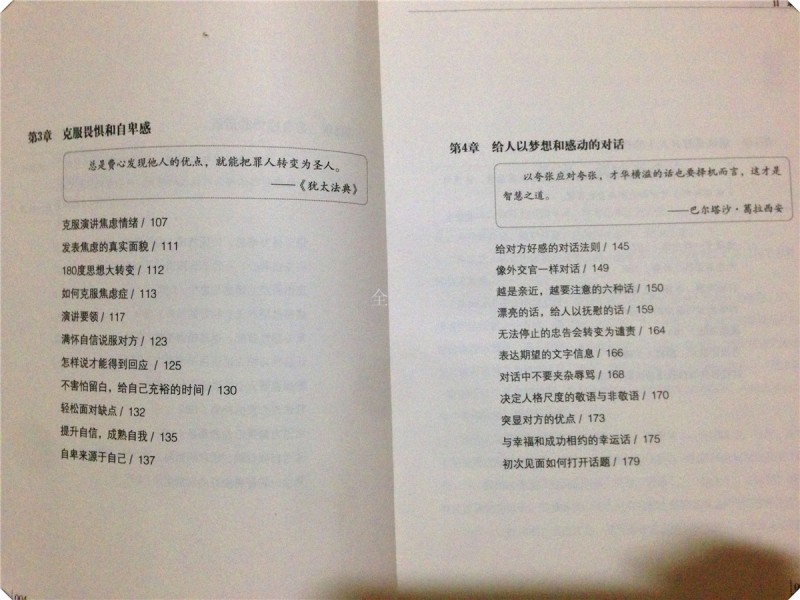 第3章 克服畏惧和自卑感
总是费心发现他人的优点，就能把罪人转变为圣人。
——《犹太法典》
克服演讲焦虑情绪 / 107
发表焦虑的真实面貌 / 111
180度思想大转变 / 112
如何克服焦虑症 / 113
演讲要领 / 117
满怀自信说服对方 / 123
怎样说才能得到回应 / 125
不害怕留白，给自己充裕的时间 / 130
轻松面对缺点 / 132
提升自信，成熟自我 / 135
自卑来源于自己 / 137
004
第4章 给人以梦想和感动的对话
以夸张应对夸张，才华横溢的话也要择机而言，这才是
智慧之道。
——巴尔塔沙·葛拉西安
给对方好感的对话法则 / 145
像外交官一样对话 / 149
越是亲近，越要注意的六种话 / 150
漂亮的话，给人以抚慰的话 / 159
无法停止的忠告会转变为谴责 / 164
表达期望的文字信息 / 166
对话中不要夹杂辱骂 / 168
决定人格尺度的敬语与非敬语 / 170
突显对方的优点 / 173
与幸福和成功相约的幸运话 / 175
初次见面如何打开话题 / 179